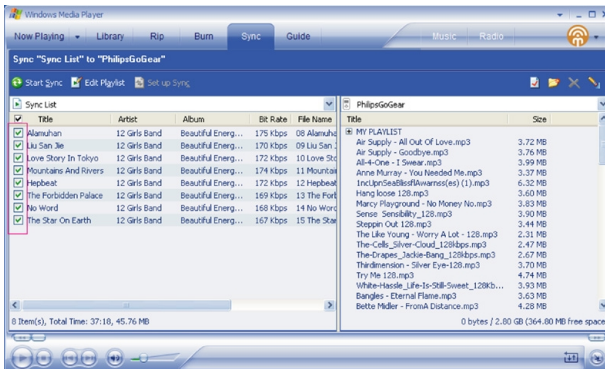 Windows Media Player
Now Playing Library Rip Burn Sync Guide Music Radio
Sync "Sync List" to "PhilipsGoGear"
Start Sync Edit Playlist Set up Sync
Sync List
Title Artist Album Bit Rate File Name
Alamuhan 12 Girls Band Beautiful Energ... 175 Kbps 08 Alamuha
Liu San Jie 12 Girls Band Beautiful Energ... 170 Kbps 09 Liu San J
Love Story In Tokyo 12 Girls Band Beautiful Energ... 172 Kbps 10 Love Sto
Mountains And Rivers 12 Girls Band Beautiful Energ... 174 Kbps 11 Mountai
Hepbeat 12 Girls Band Beautiful Energ... 172 Kbps 12 Hepbeat
The Forbidden Palace 12 Girls Band Beautiful Energ... 169 Kbps 13 The Forb
No Word 12 Girls Band Beautiful Energ... 173 Kbps 14 No Word
The Star On Earth 12 Girls Band Beautiful Energ... 167 Kbps 15 The Star
8 Item(s), Total Time: 37:18, 45.76 MB
PhilipsGoGear
Title Size
MY PLAYLIST
Air Supply - All Out Of Love.mp3 3.72 MB
Air Supply - Goodbye.mp3 3.76 MB
All-4-One - I Swear.mp3 3.99 MB
Anne Murray - You Needed Me.mp3 3.37 MB
1ncUpnSeaBlissflAwarnss(es) (1).mp3 6.32 MB
Hang loose 128.mp3 3.60 MB
Marcy Playground - No Money No.mp3 3.83 MB
Sense Sensibility_128.mp3 3.90 MB
Steppin Out 128.mp3 3.44 MB
The Like Young - Worry A Lot - 128.mp3 2.31 MB
The-Cells_Silver-Cloud_128kbps.mp3 2.47 MB
The-Drapes_Jackie-Bang_128kbps.mp3 2.67 MB
Thirdimension - Silver Eye-128.mp3 3.70 MB
Try Me 128.mp3 4.74 MB
White-Hassle_Life-Is-Still-Sweet_128Kb... 3.93 MB
Bangles - Eternal Flame.mp3 3.63 MB
Bette Midler - FromA Distance.mp3 4.28 MB
0 bytes / 2.80 GB (364.80 MB free space